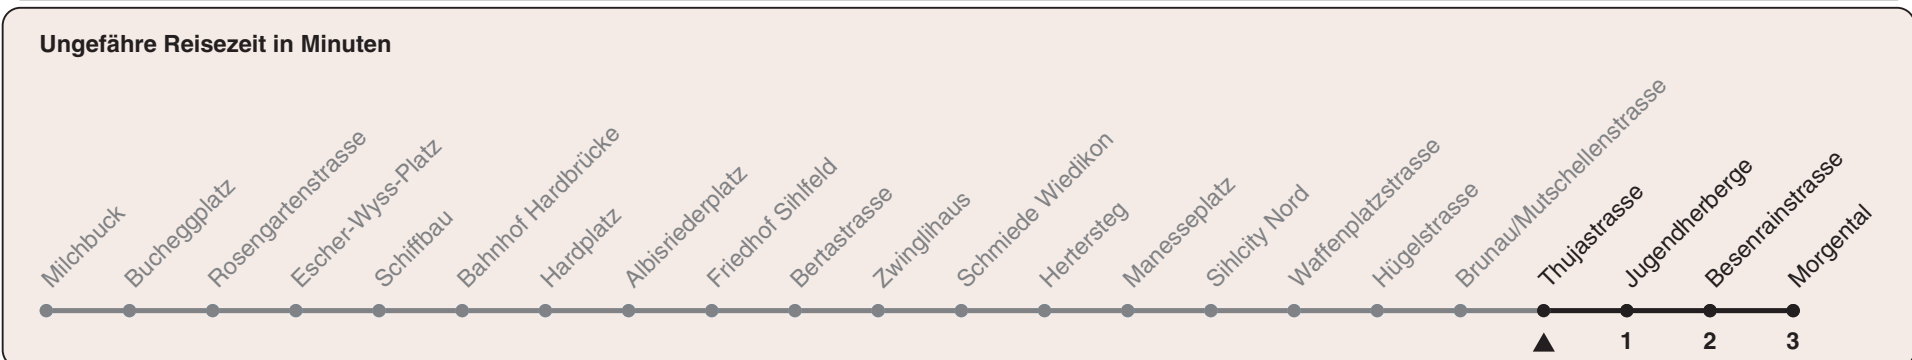 Ungefähre Reisezeit in Minuten
Milchbuck
Bucheggplatz
Rosengartenstrasse
Escher-Wyss-Platz
Schiffbau
Bahnhof Hardbrücke
Hardplatz
Albisriederplatz
Friedhof Sihlfeld
Bertastrasse
Zwinglihaus
Schmiede Wiedikon
Hertersteg
Manesseplatz
Sihlcity Nord
Waffenplatzstrasse
Hügelstrasse
Brunau/Mutschellenstrasse
Thujastrasse
Jugendherberge
Besenrainstrasse
Morgental
1 2 3